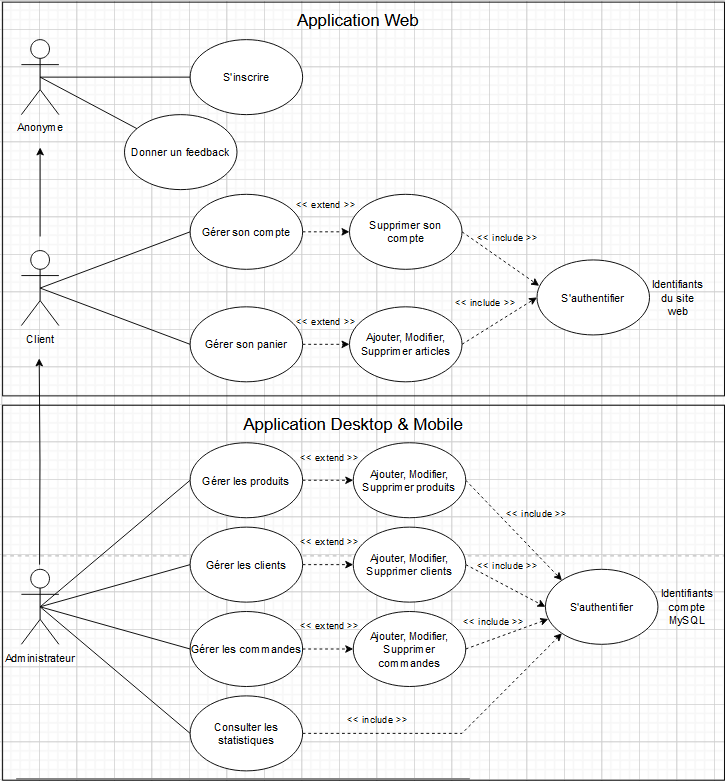 Application Web
S'inscrire
Anonyme
Donner un feedback
<< extend >>
Gérer son compte
Supprimer son
compte
<< include >>
S'authentifier
Identifiants
du site
web
<< include >>
<< extend >>
Client
Gérer son panier
Ajouter, Modifier,
Supprimer articles
Application Desktop & Mobile
<< extend >>
Gérer les produits
Ajouter, Modifier,
Supprimer produits
<< include >>
<< extend >>
Gérer les clients
Ajouter, Modifier,
Supprimer clients
<< include >>
S'authentifier
Identifiants
compte
MySQL
<< extend >>
<< include >>
Administrateur
Gérer les commandes
Ajouter, Modifier,
Supprimer
commandes
Consulter les
statistiques
<< include >>